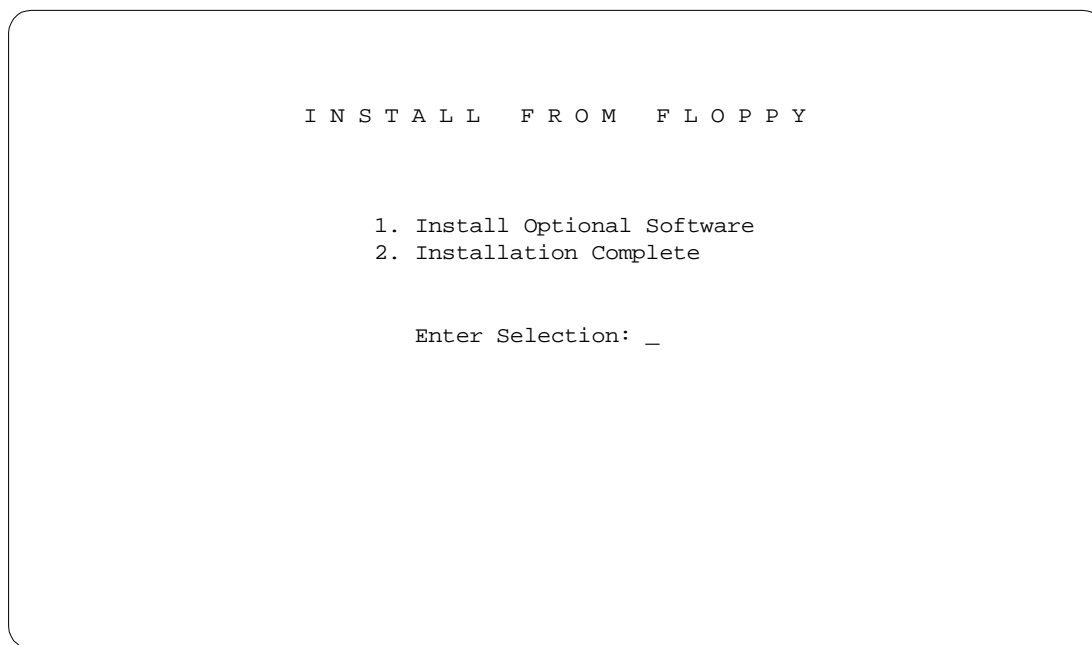 I N S T A L L   F R O M   F L O P P Y
1. Install Optional Software
2. Installation Complete
Enter Selection: _